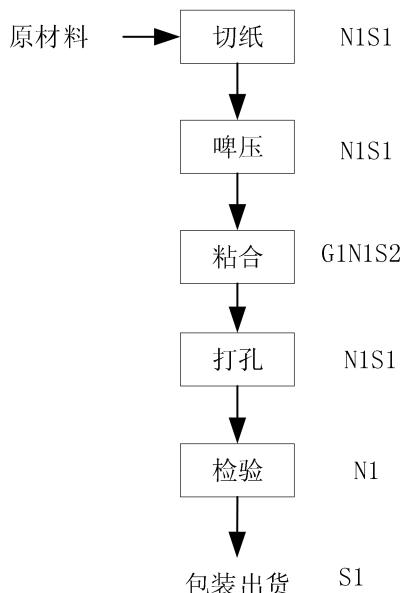 原材料 切纸 N1S1
啤压 N1S1
粘合 G1N1S2
打孔 N1S1
检验 N1
包装出货 S1